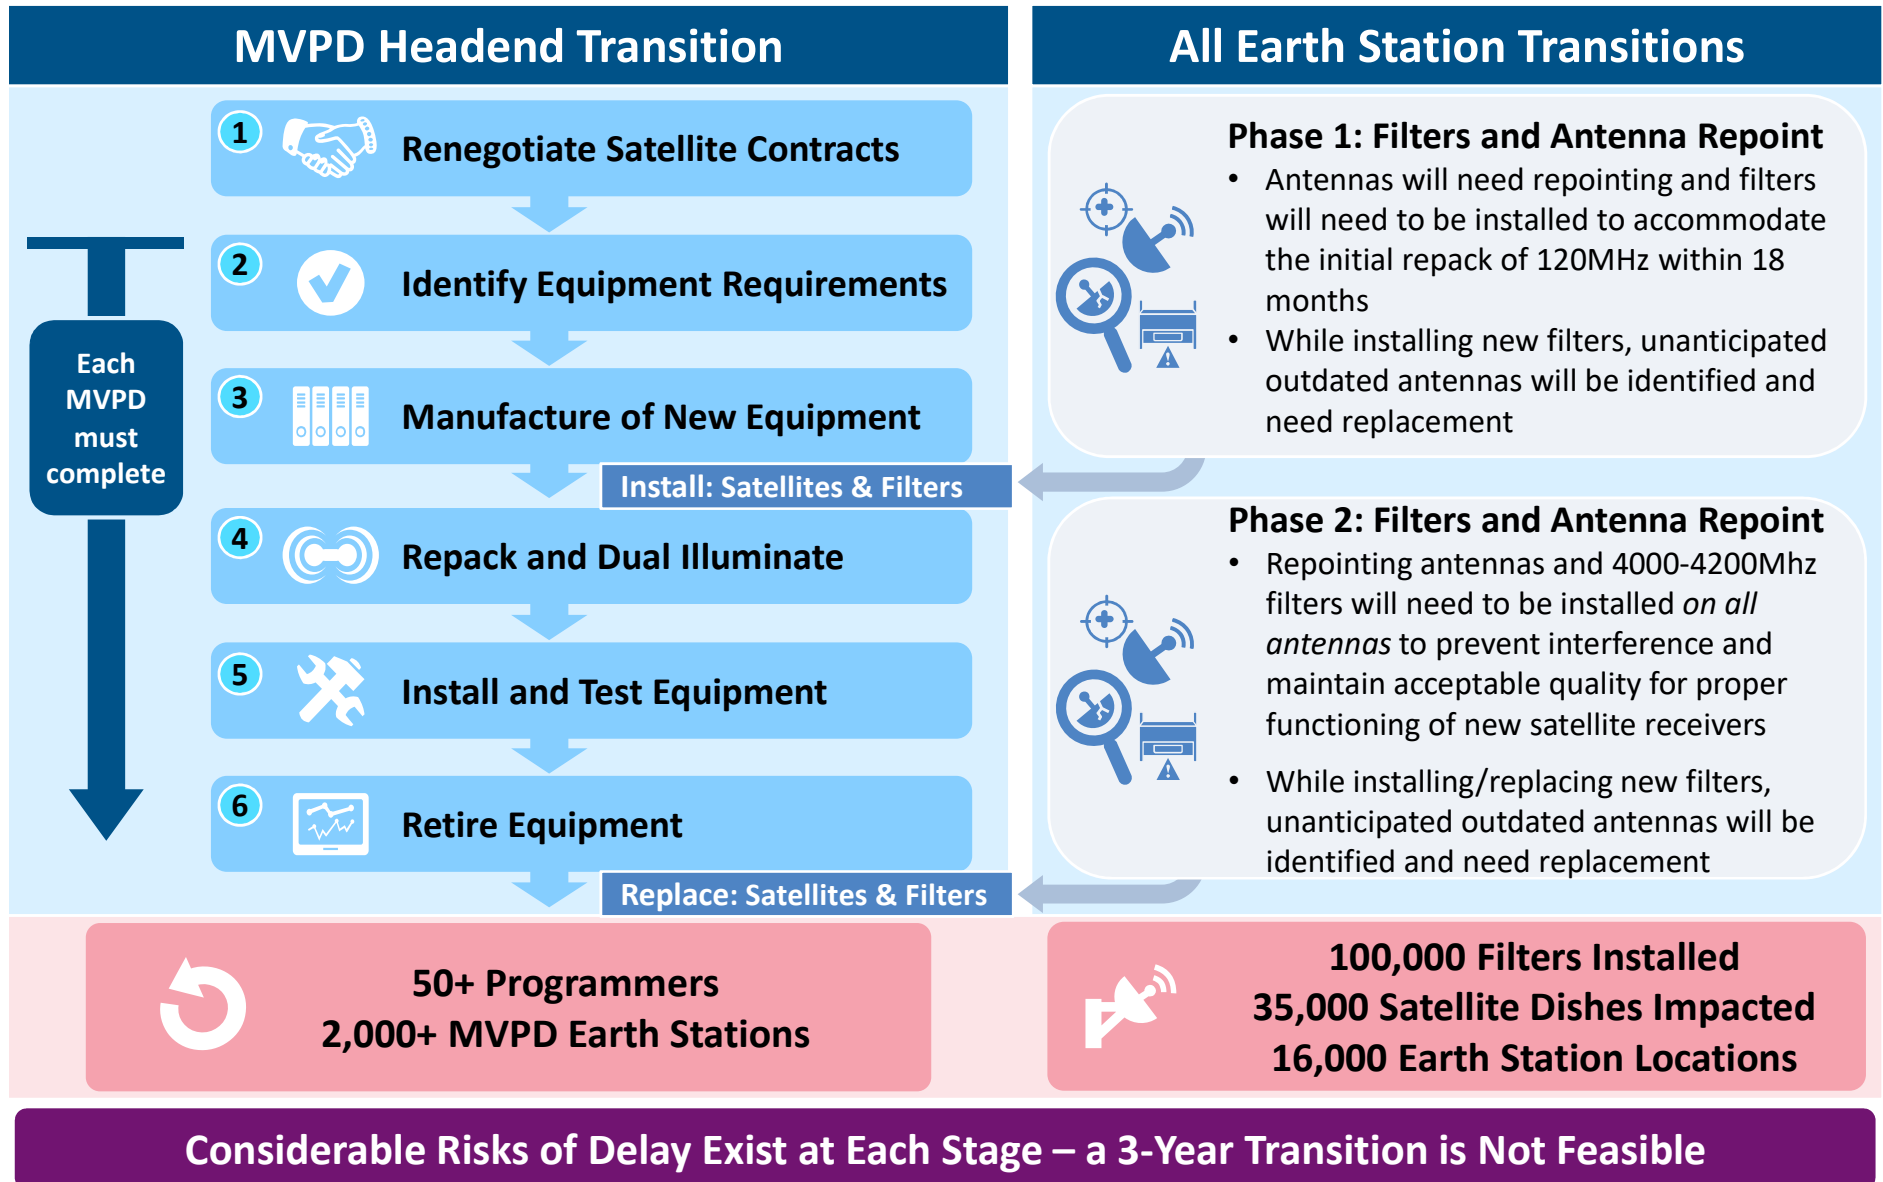 MVPD Headend Transition
1
Renegotiate Satellite Contracts
2
Identify Equipment Requirements
3
Manufacture of New Equipment
Install: Satellites & Filters
4
Repack and Dual Illuminate
5
Install and Test Equipment
6
Retire Equipment
Replace: Satellites & Filters
Each
MVPD
must
complete
50+ Programmers
2,000+ MVPD Earth Stations
All Earth Station Transitions
Phase 1: Filters and Antenna Repoint
• Antennas will need repointing and filters
will need to be installed to accommodate
the initial repack of 120MHz within 18
months
• While installing new filters, unanticipated
outdated antennas will be identified and
need replacement
Phase 2: Filters and Antenna Repoint
• Repointing antennas and 4000-4200Mhz
filters will need to be installed on all
antennas to prevent interference and
maintain acceptable quality for proper
functioning of new satellite receivers
• While installing/replacing new filters,
unanticipated outdated antennas will be
identified and need replacement
100,000 Filters Installed
35,000 Satellite Dishes Impacted
16,000 Earth Station Locations
Considerable Risks of Delay Exist at Each Stage – a 3-Year Transition is Not Feasible